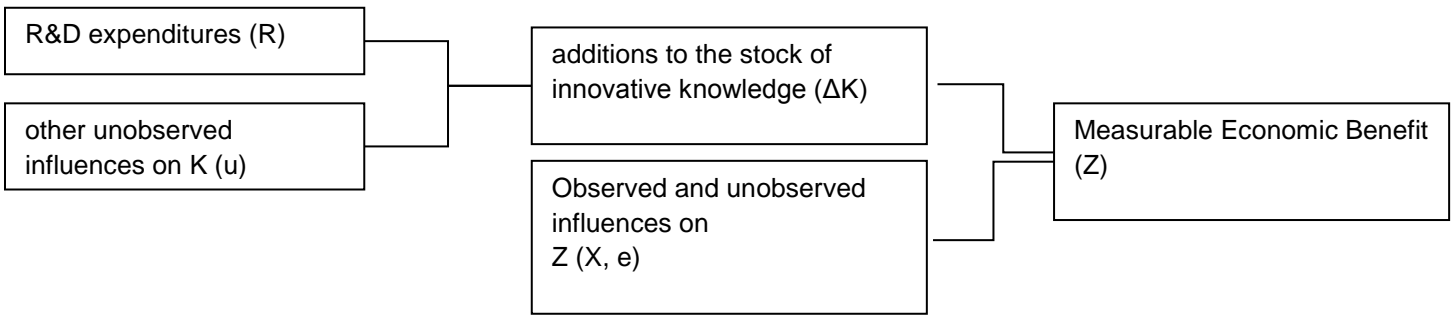 R&D expenditures (R)
other unobserved
influences on K (u)
additions to the stock of
innovative knowledge (ΔK)
Observed and unobserved
influences on
Z (X, e)
Measurable Economic Benefit
(Z)